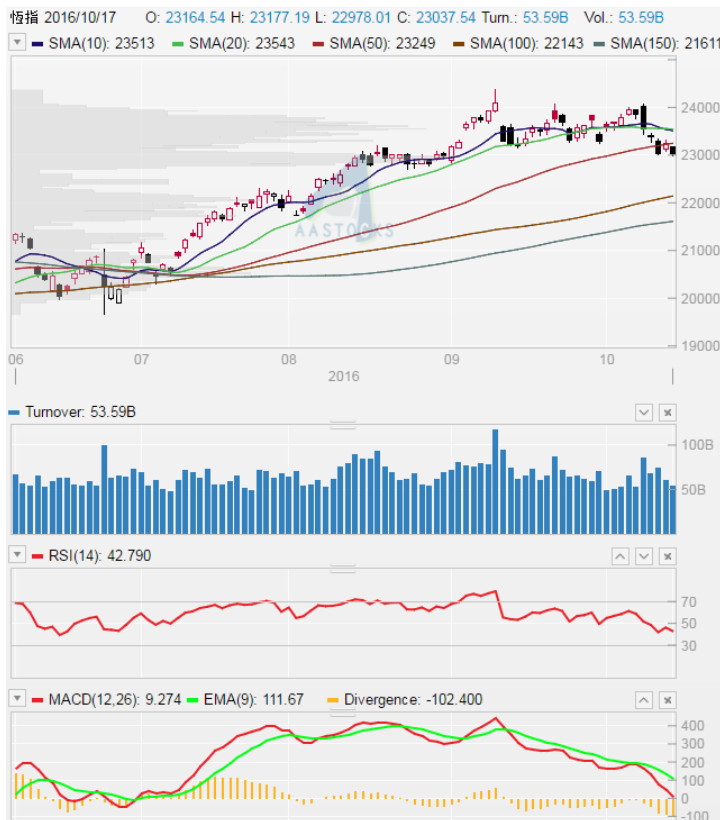 恆指 2016/10/17 O: 23164.54 H: 23177.19 L: 22978.01 C: 23037.54 Turn.: 53.59B Vol.: 53.59B
SMA(10): 23513 SMA(20): 23543 SMA(50): 23249 SMA(100): 22143 SMA(150): 21611
24000
23000
22000
AASTOCKS
21000
20000
19000
06 07 08 09 10
2016
Turnover: 53.59B
100B
50B
RSI(14): 42.790
70
50
30
MACD(12,26): 9.274 EMA(9): 111.67 Divergence: -102.400
400
300
200
100
0
-100